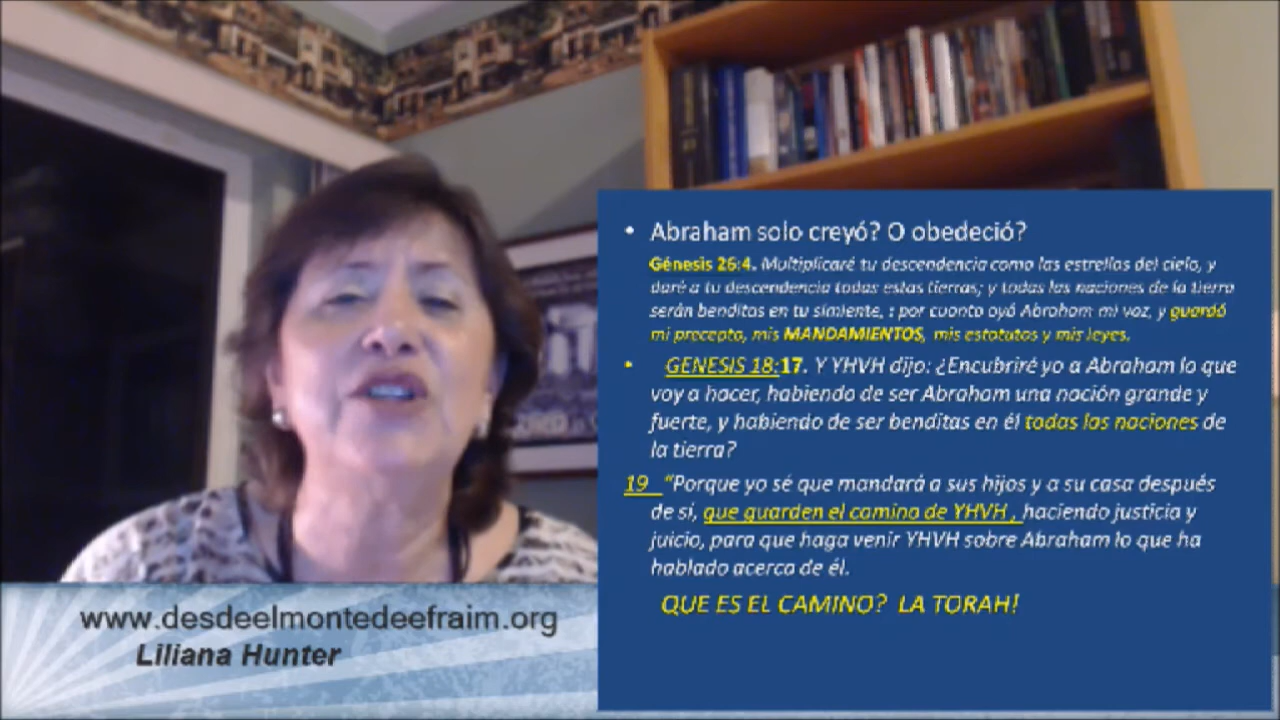 • Abraham solo creyó? O obedeció?
Génesis 26:4. Multiplicaré tu descendencia como las estrellas del cielo, y
daré a tu descendencia todas estas tierras; y todas las naciones de la tierra
serán benditas en tu simiente, : por cuanto oyó Abraham mi voz, y guardó
mi precepto, mis MANDAMIENTOS, mis estatutos y mis leyes.
• GENESIS 18:17. Y YHVH dijo: ¿Encubriré yo a Abraham lo que
voy a hacer, habiendo de ser Abraham una nación grande y
fuerte, y habiendo de ser benditas en él todas las naciones de
la tierra?
19 "Porque yo sé que mandará a sus hijos y a su casa después
de sí, que guarden el camino de YHVH , haciendo justicia y
juicio, para que haga venir YHVH sobre Abraham lo que ha
hablado acerca de él.
QUE ES EL CAMINO? LA TORAH!
www.desdeelmontedeefraim.org
Liliana Hunter